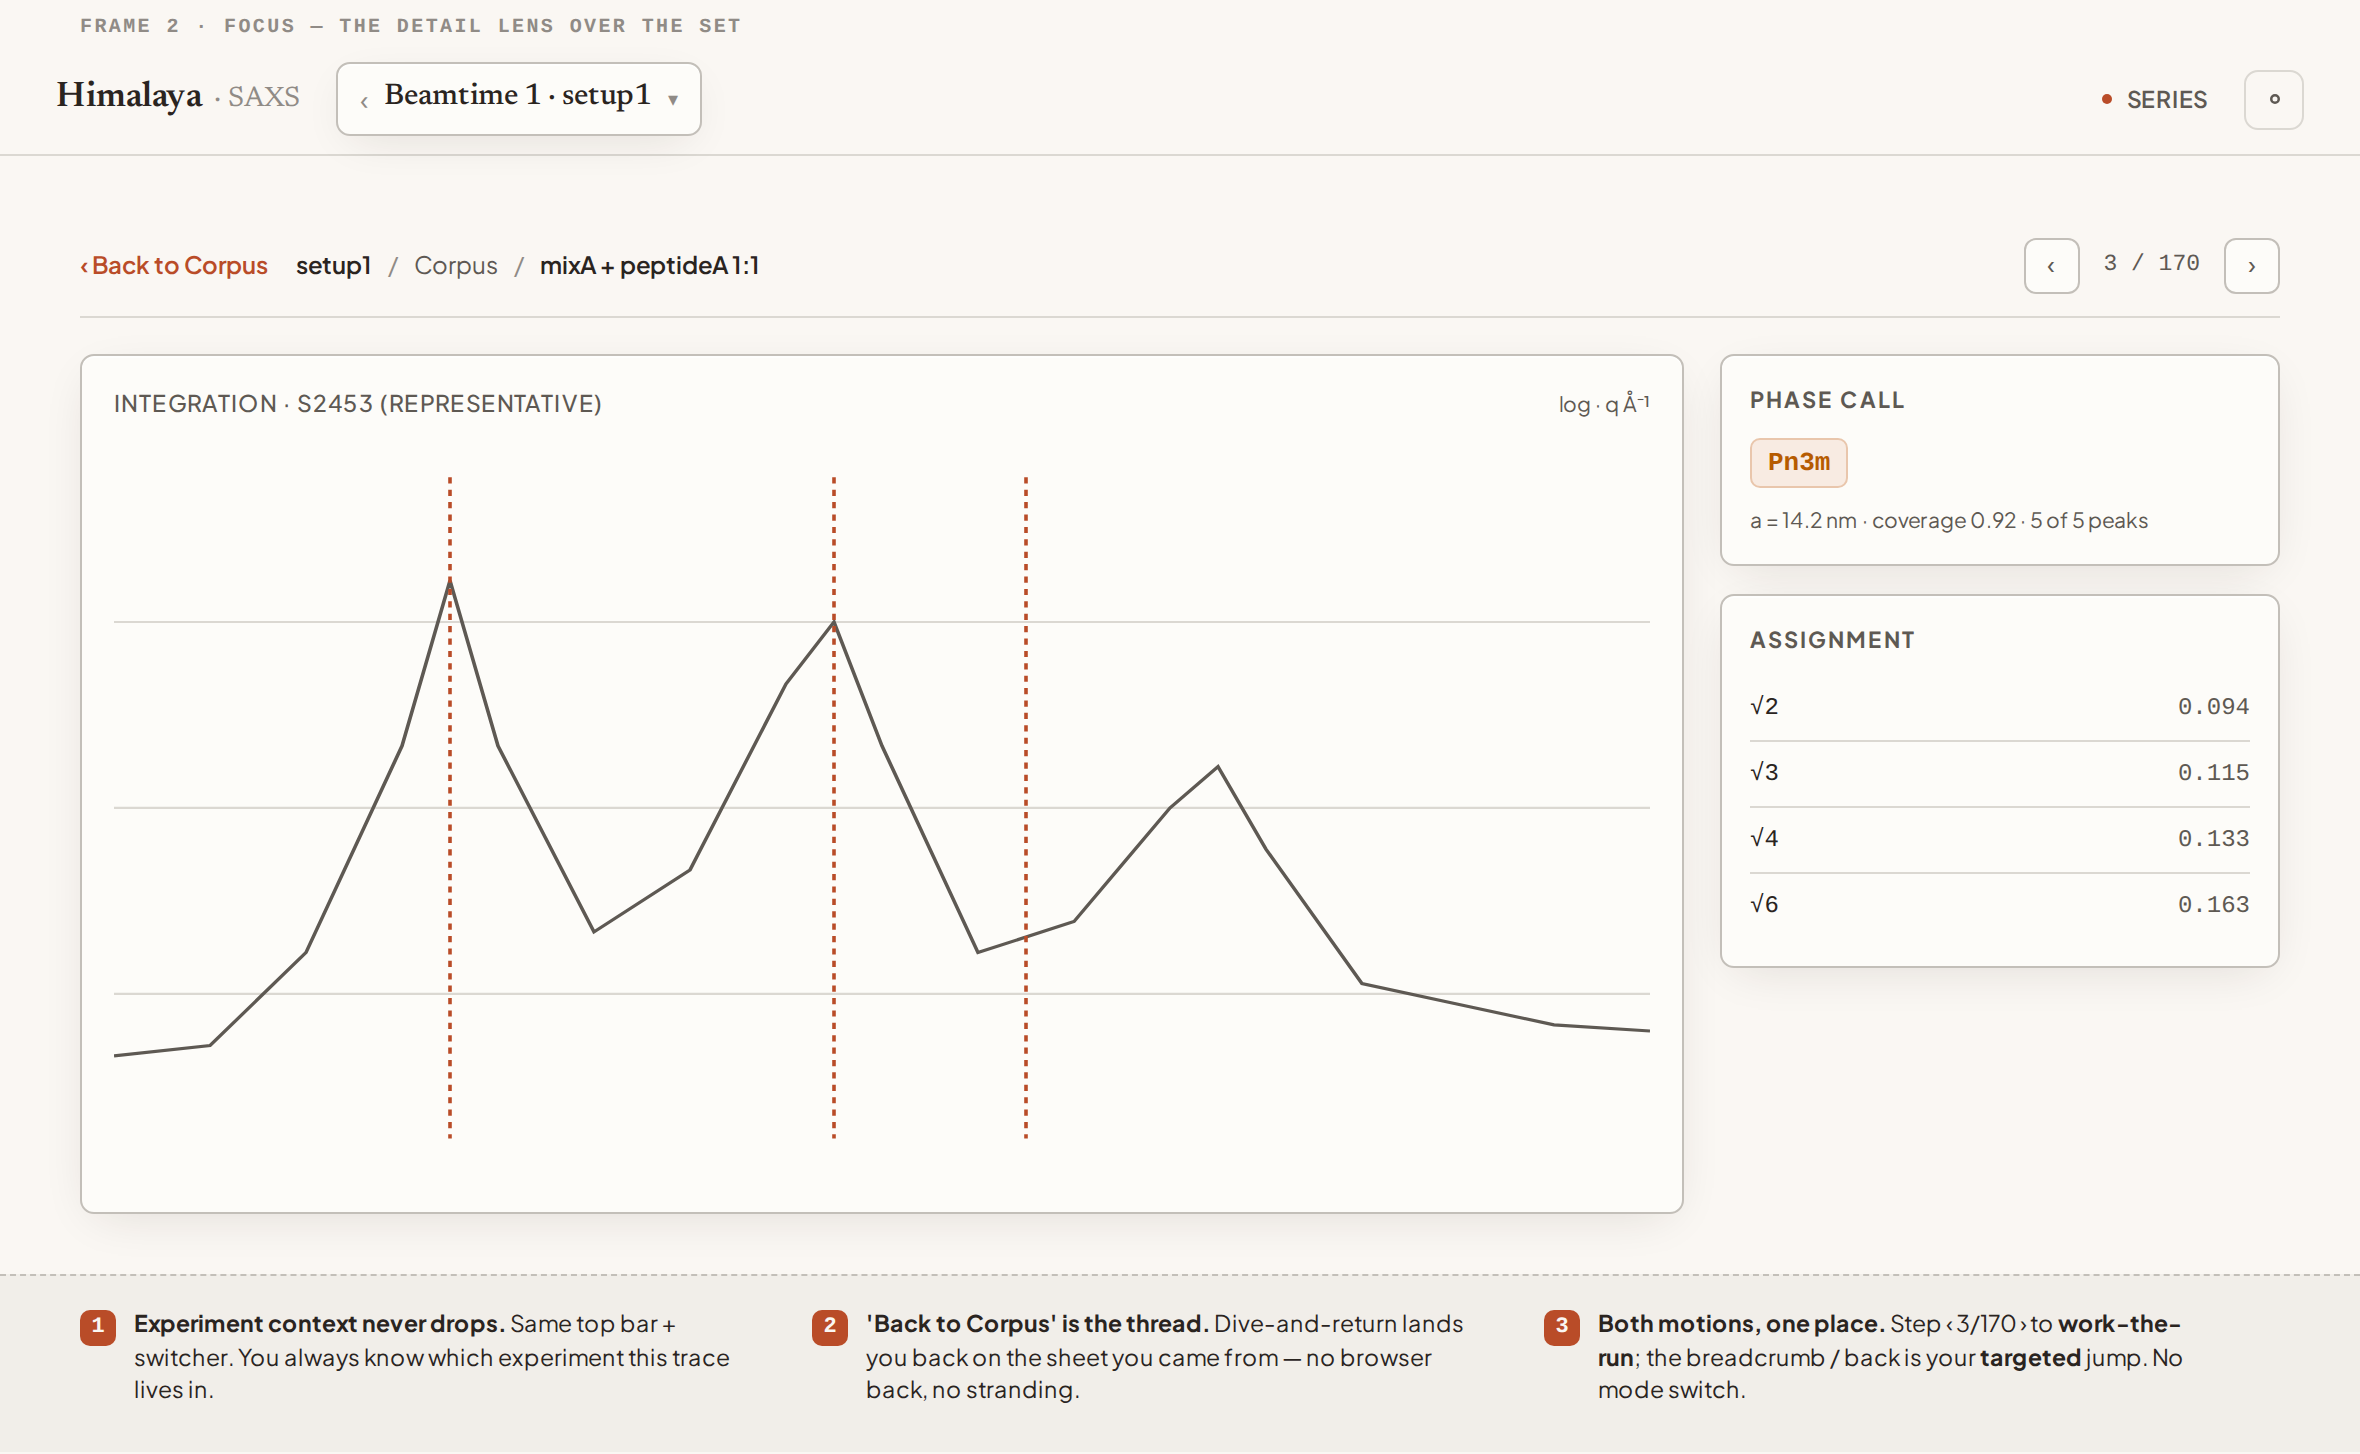 FRAME 2 · FOCUS — THE DETAIL LENS OVER THE SET
Himalaya · SAXS
‹ Beamtime 1 · setup1 ▾
SERIES
‹ Back to Corpus setup1 / Corpus / mixA + peptideA 1:1
‹ 3 / 170 ›
INTEGRATION · S2453 (REPRESENTATIVE)
log · q Å⁻¹
PHASE CALL
Pn3m
a = 14.2 nm · coverage 0.92 · 5 of 5 peaks
ASSIGNMENT
√2 0.094
√3 0.115
√4 0.133
√6 0.163
1 Experiment context never drops. Same top bar +
switcher. You always know which experiment this trace
lives in.
2 'Back to Corpus' is the thread. Dive-and-return lands
you back on the sheet you came from — no browser
back, no stranding.
3 Both motions, one place. Step ‹ 3/170 › to work-the-
run; the breadcrumb / back is your targeted jump. No
mode switch.